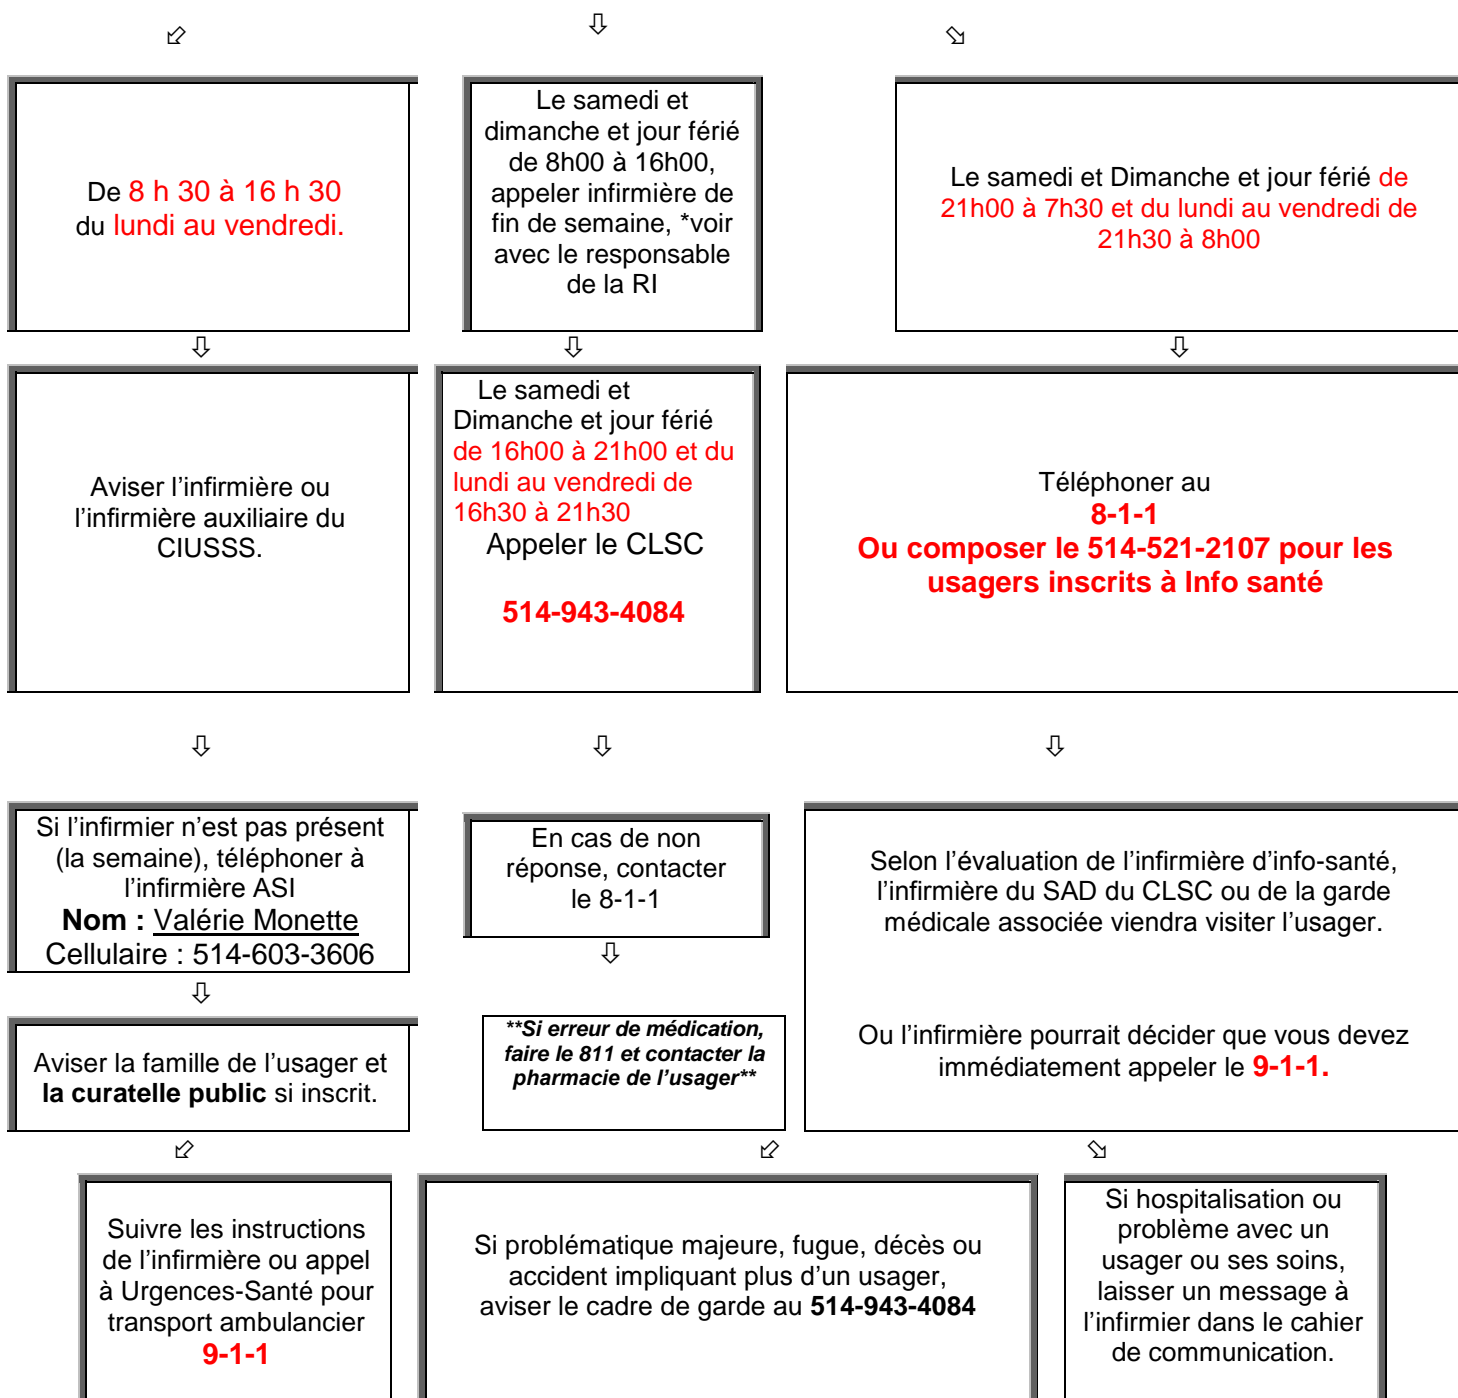 De 8 h 30 à 16 h 30
du lundi au vendredi.
Le samedi et
dimanche et jour férié
de 8h00 à 16h00,
appeler infirmière de
fin de semaine, *voir
avec le responsable
de la RI
Le samedi et Dimanche et jour férié de
21h00 à 7h30 et du lundi au vendredi de
21h30 à 8h00
Aviser l’infirmière ou
l’infirmière auxiliaire du
CIUSSS.
Le samedi et
Dimanche et jour férié
de 16h00 à 21h00 et du
lundi au vendredi de
16h30 à 21h30
Appeler le CLSC
514-943-4084
Téléphoner au
8-1-1
Ou composer le 514-521-2107 pour les
usagers inscrits à Info santé
Si l’infirmier n’est pas présent
(la semaine), téléphoner à
l’infirmière ASI
Nom : Valérie Monette
Cellulaire : 514-603-3606
En cas de non
réponse, contacter
le 8-1-1
Selon l’évaluation de l’infirmière d’info-santé,
l’infirmière du SAD du CLSC ou de la garde
médicale associée viendra visiter l’usager.
Ou l’infirmière pourrait décider que vous devez
immédiatement appeler le 9-1-1.
Aviser la famille de l’usager et
la curatelle public si inscrit.
**Si erreur de médication,
faire le 811 et contacter la
pharmacie de l’usager**
Suivre les instructions
de l’infirmière ou appel
à Urgences-Santé pour
transport ambulancier
9-1-1
Si problématique majeure, fugue, décès ou
accident impliquant plus d’un usager,
aviser le cadre de garde au 514-943-4084
Si hospitalisation ou
problème avec un
usager ou ses soins,
laisser un message à
l’infirmier dans le cahier
de communication.